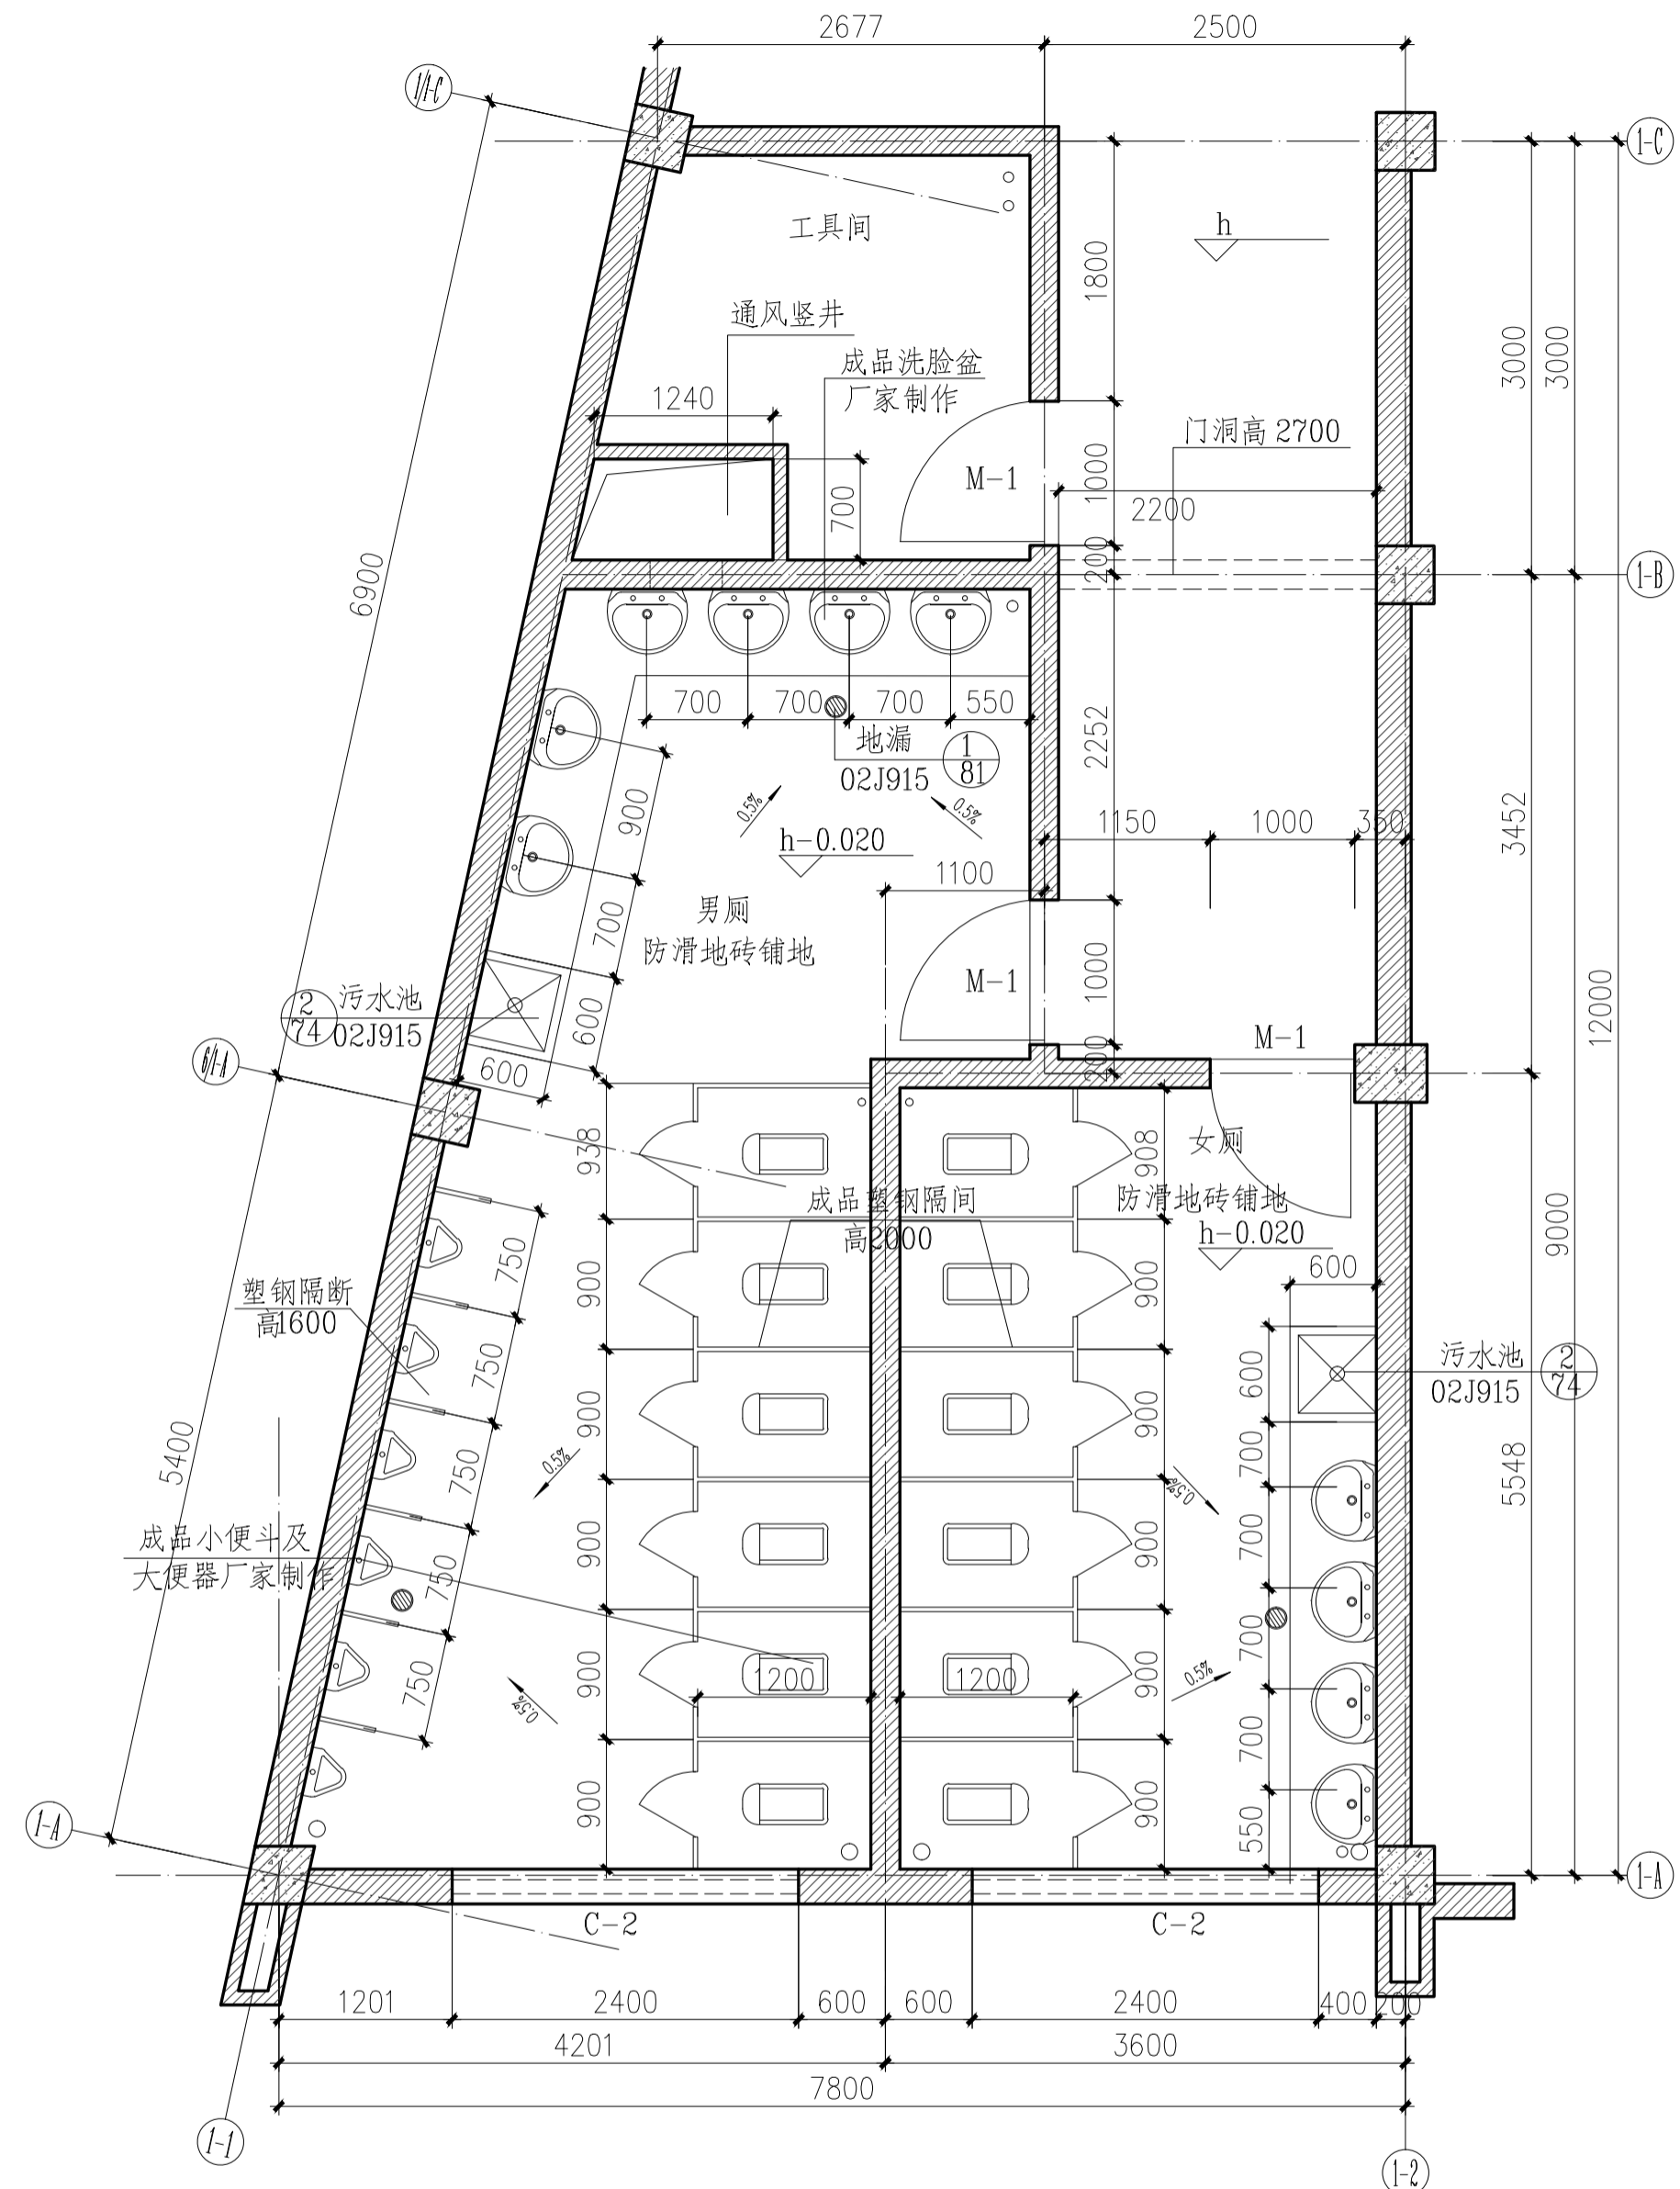 2677
2500
1/1-C
1-C
工具间
h
1800
3000
3000
通风竖井
成品洗脸盆
厂家制作
1240
门洞高 2700
M-1
1000
2200
700
200
1-B
6900
700
700
700
550
地漏
02J915
1
81
2252
900
0.5%
0.5%
h-0.020
1150
1000
350
3452
1100
男厕
防滑地砖铺地
700
M-1
1000
12000
2
74
污水池
02J915
600
6/1-A
600
200
M-1
938
908
女厕
成品塑钢隔间
高2000
防滑地砖铺地
h-0.020
9000
750
塑钢隔断
高1600
900
900
600
750
600
污水池
02J915
2
74
5400
900
900
700
750
0.5%
0.5%
5548
成品小便斗及
大便器厂家制作
750
900
900
700
750
1200
1200
900
900
0.5%
700
0.5%
700
900
900
550
1-A
1-A
C-2
C-2
1201
2400
600
600
2400
400
200
4201
3600
7800
1-1
1-2